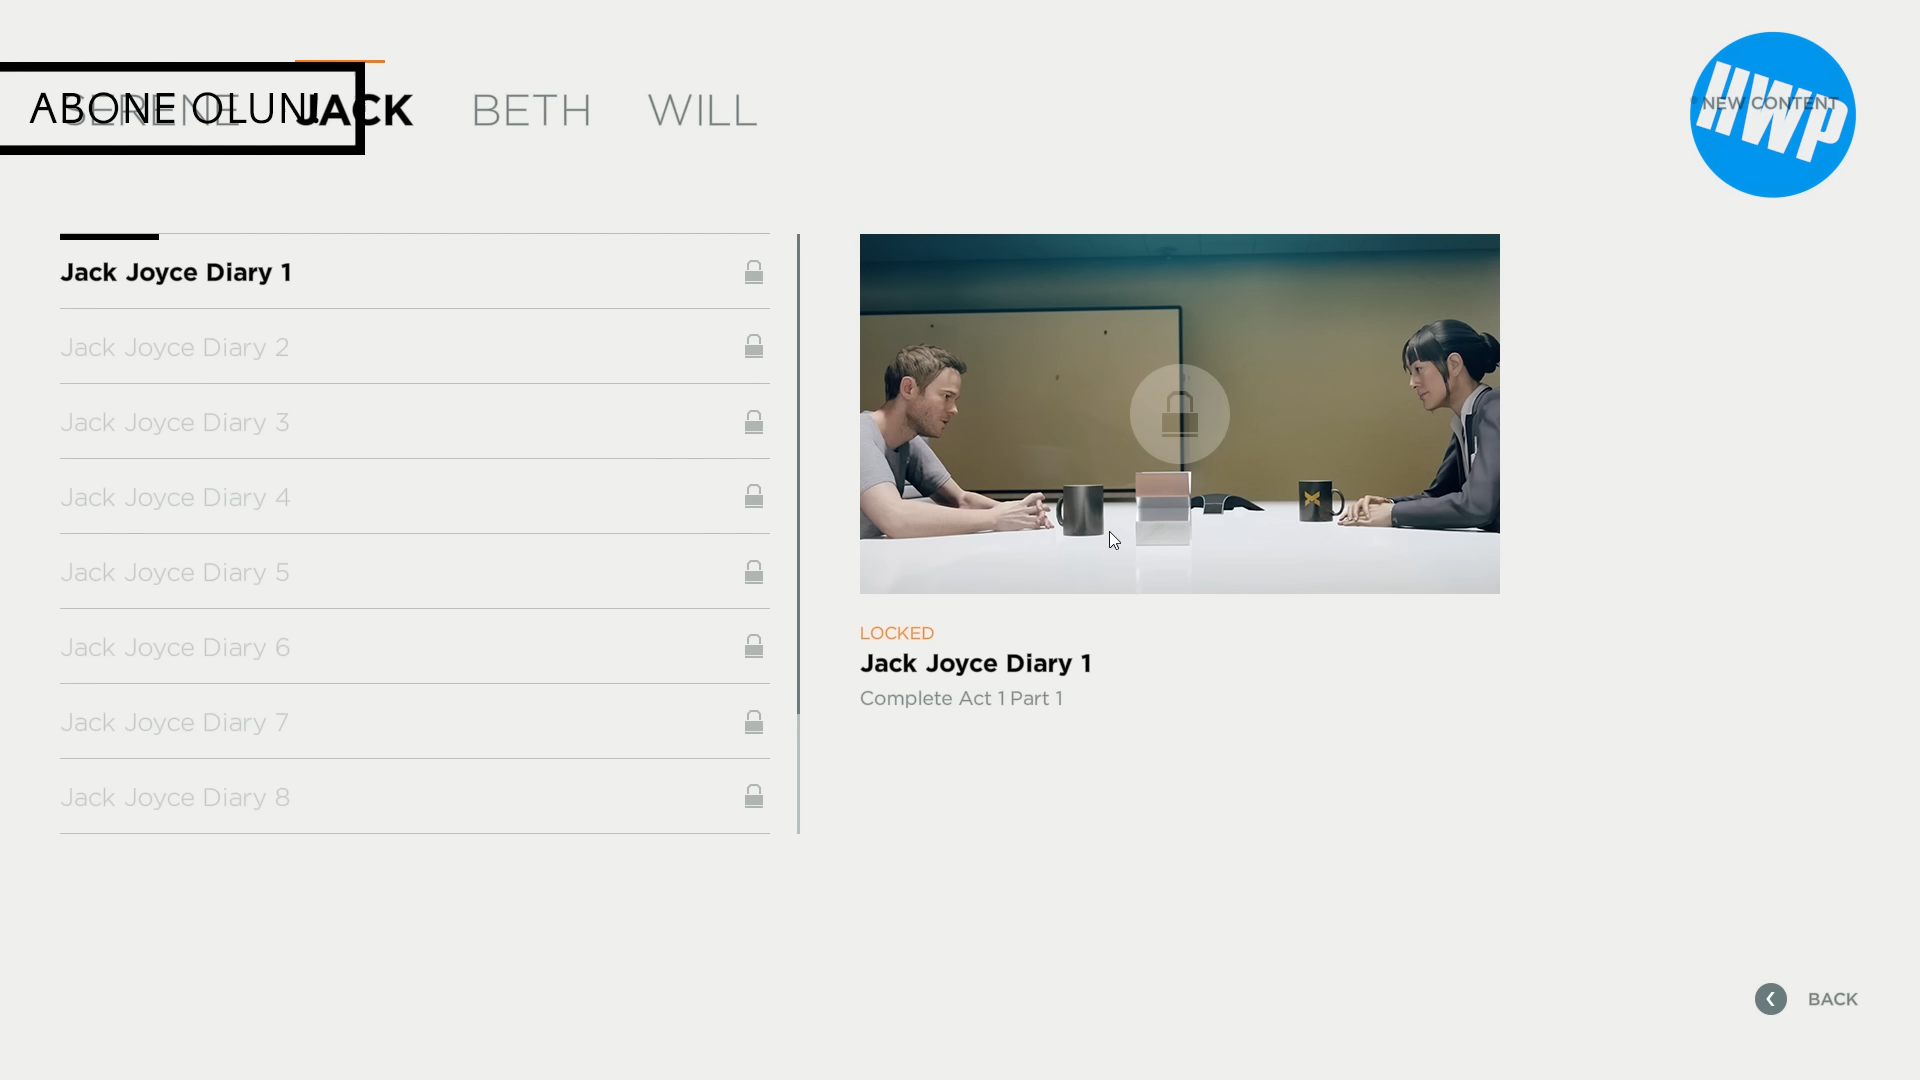 ABONE OLUN!
SERENE JACK BETH WILL
NEW CONTENT
HWP
Jack Joyce Diary 1
Jack Joyce Diary 2
Jack Joyce Diary 3
Jack Joyce Diary 4
Jack Joyce Diary 5
Jack Joyce Diary 6
Jack Joyce Diary 7
Jack Joyce Diary 8
LOCKED
Jack Joyce Diary 1
Complete Act 1 Part 1
BACK